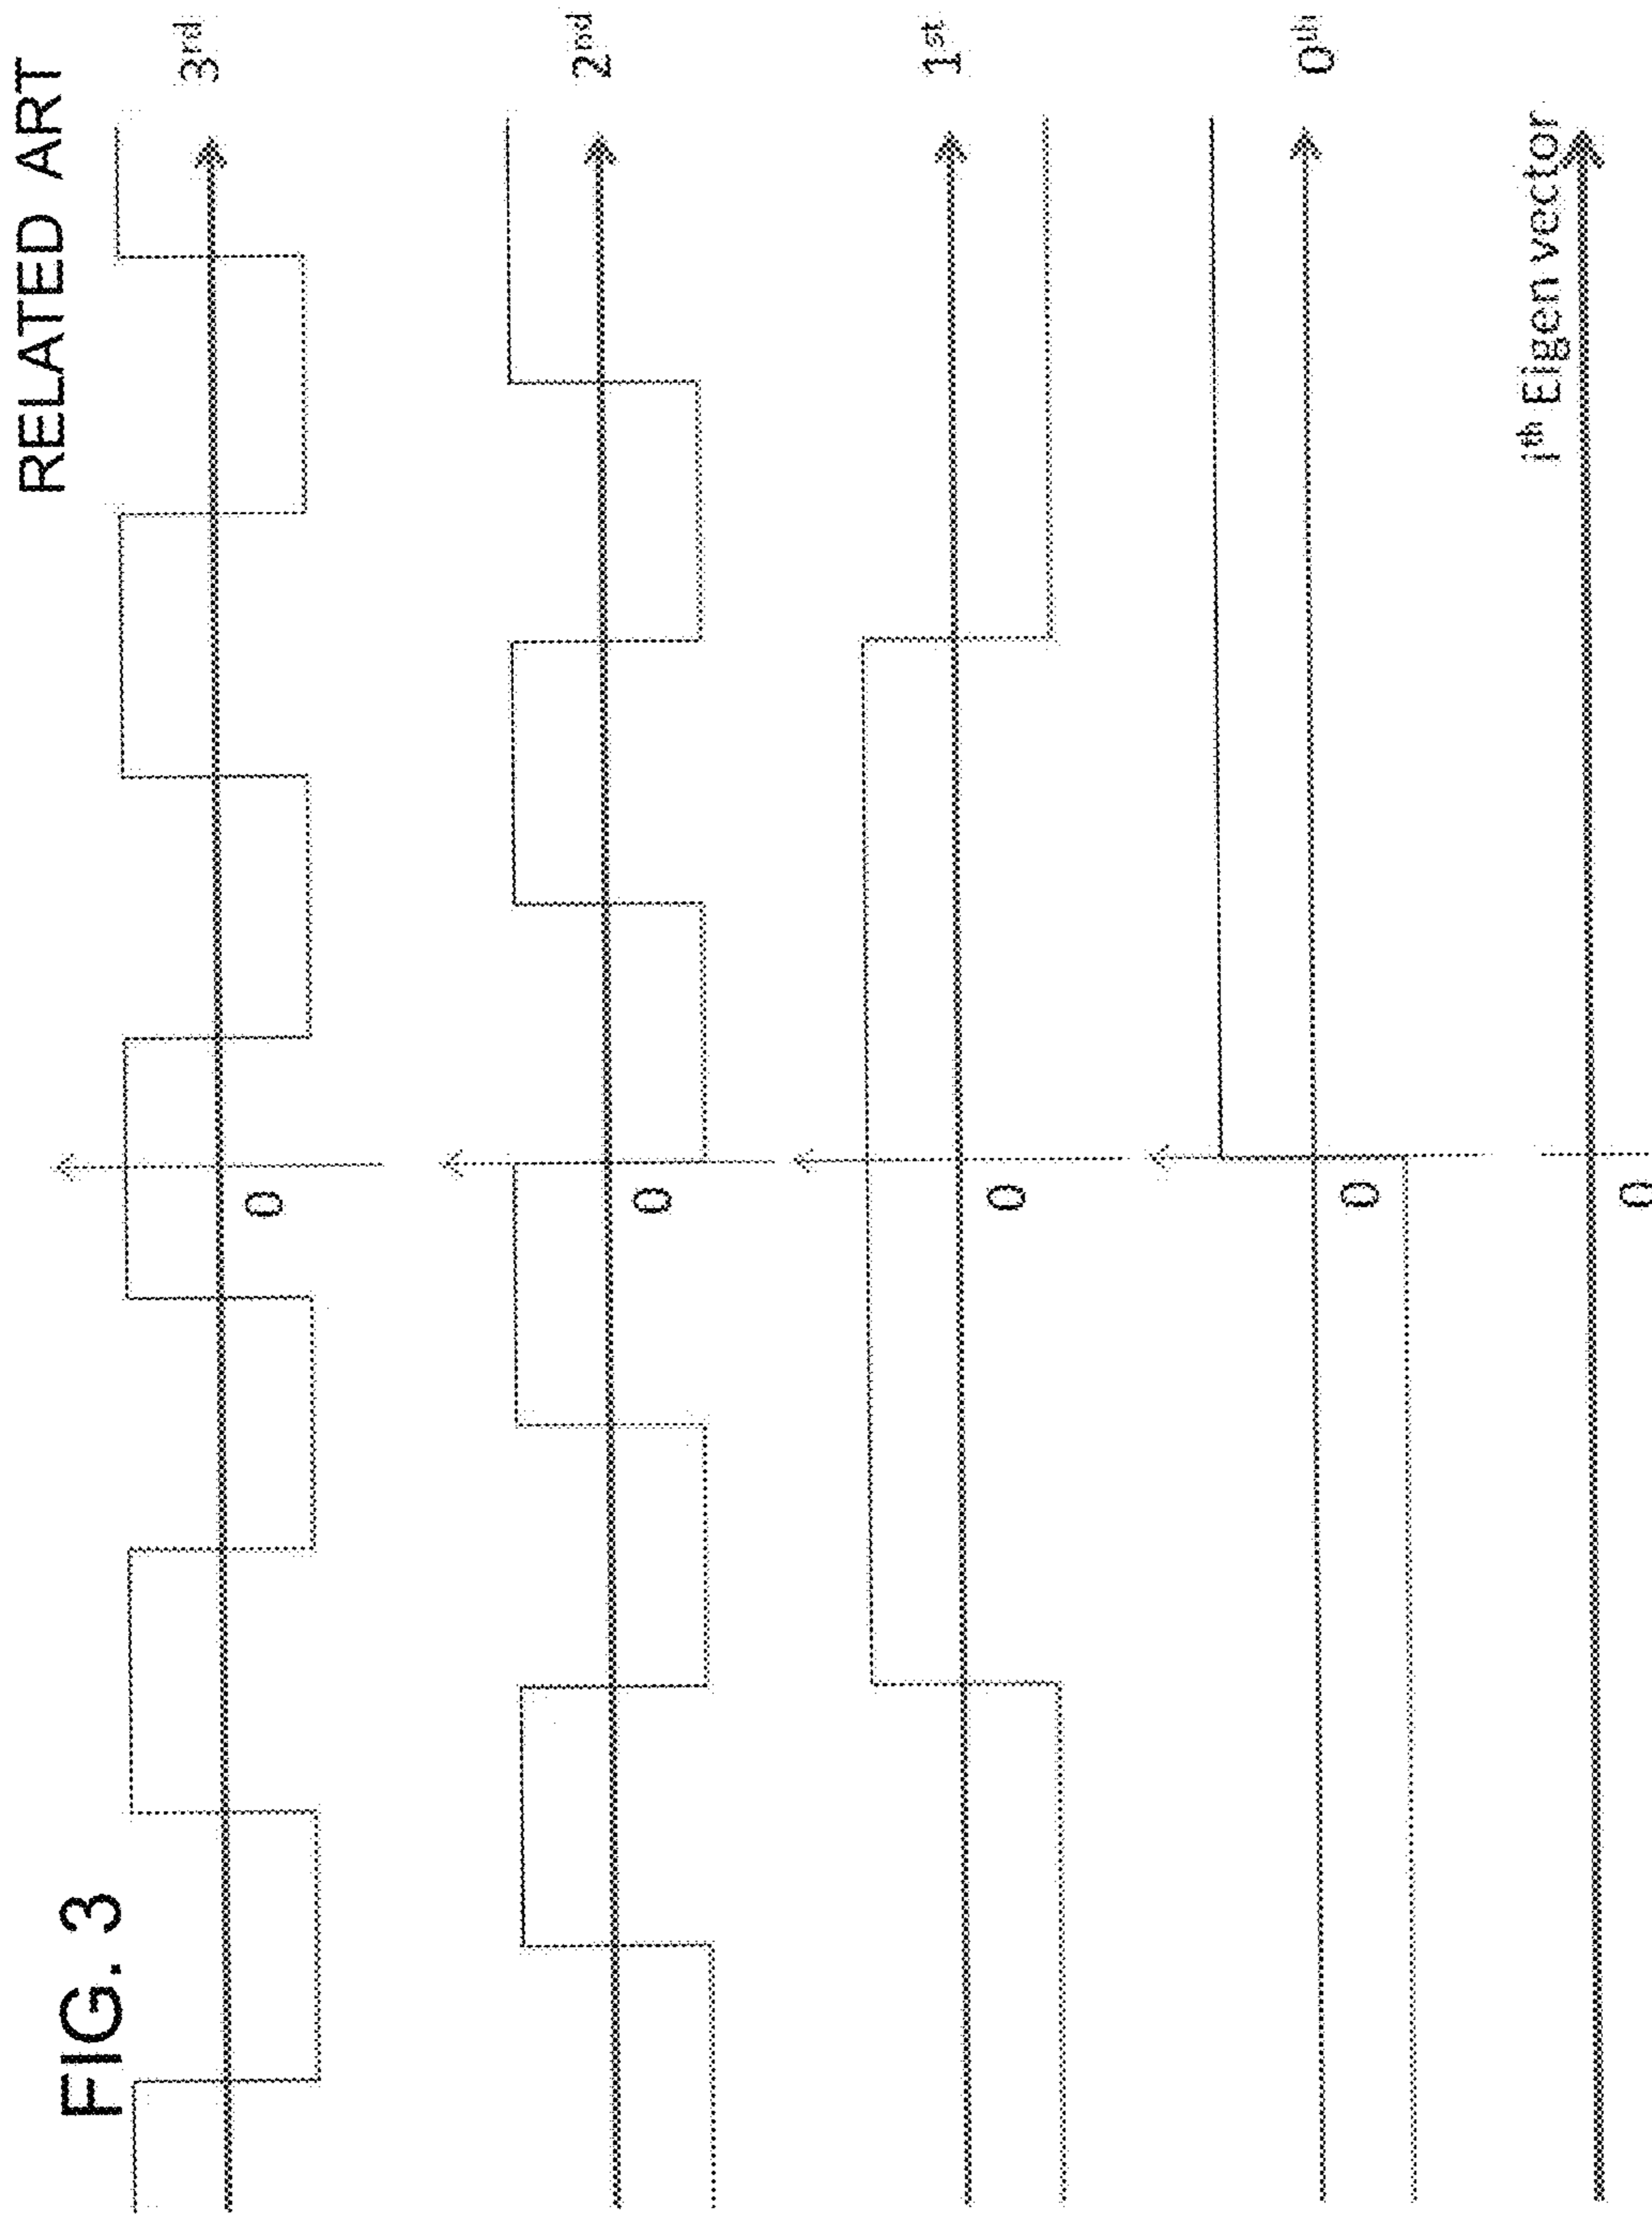 FIG. 3
RELATED ART
3rd
0
2nd
0
1st
0
0th
0
ith Eigen vector
0